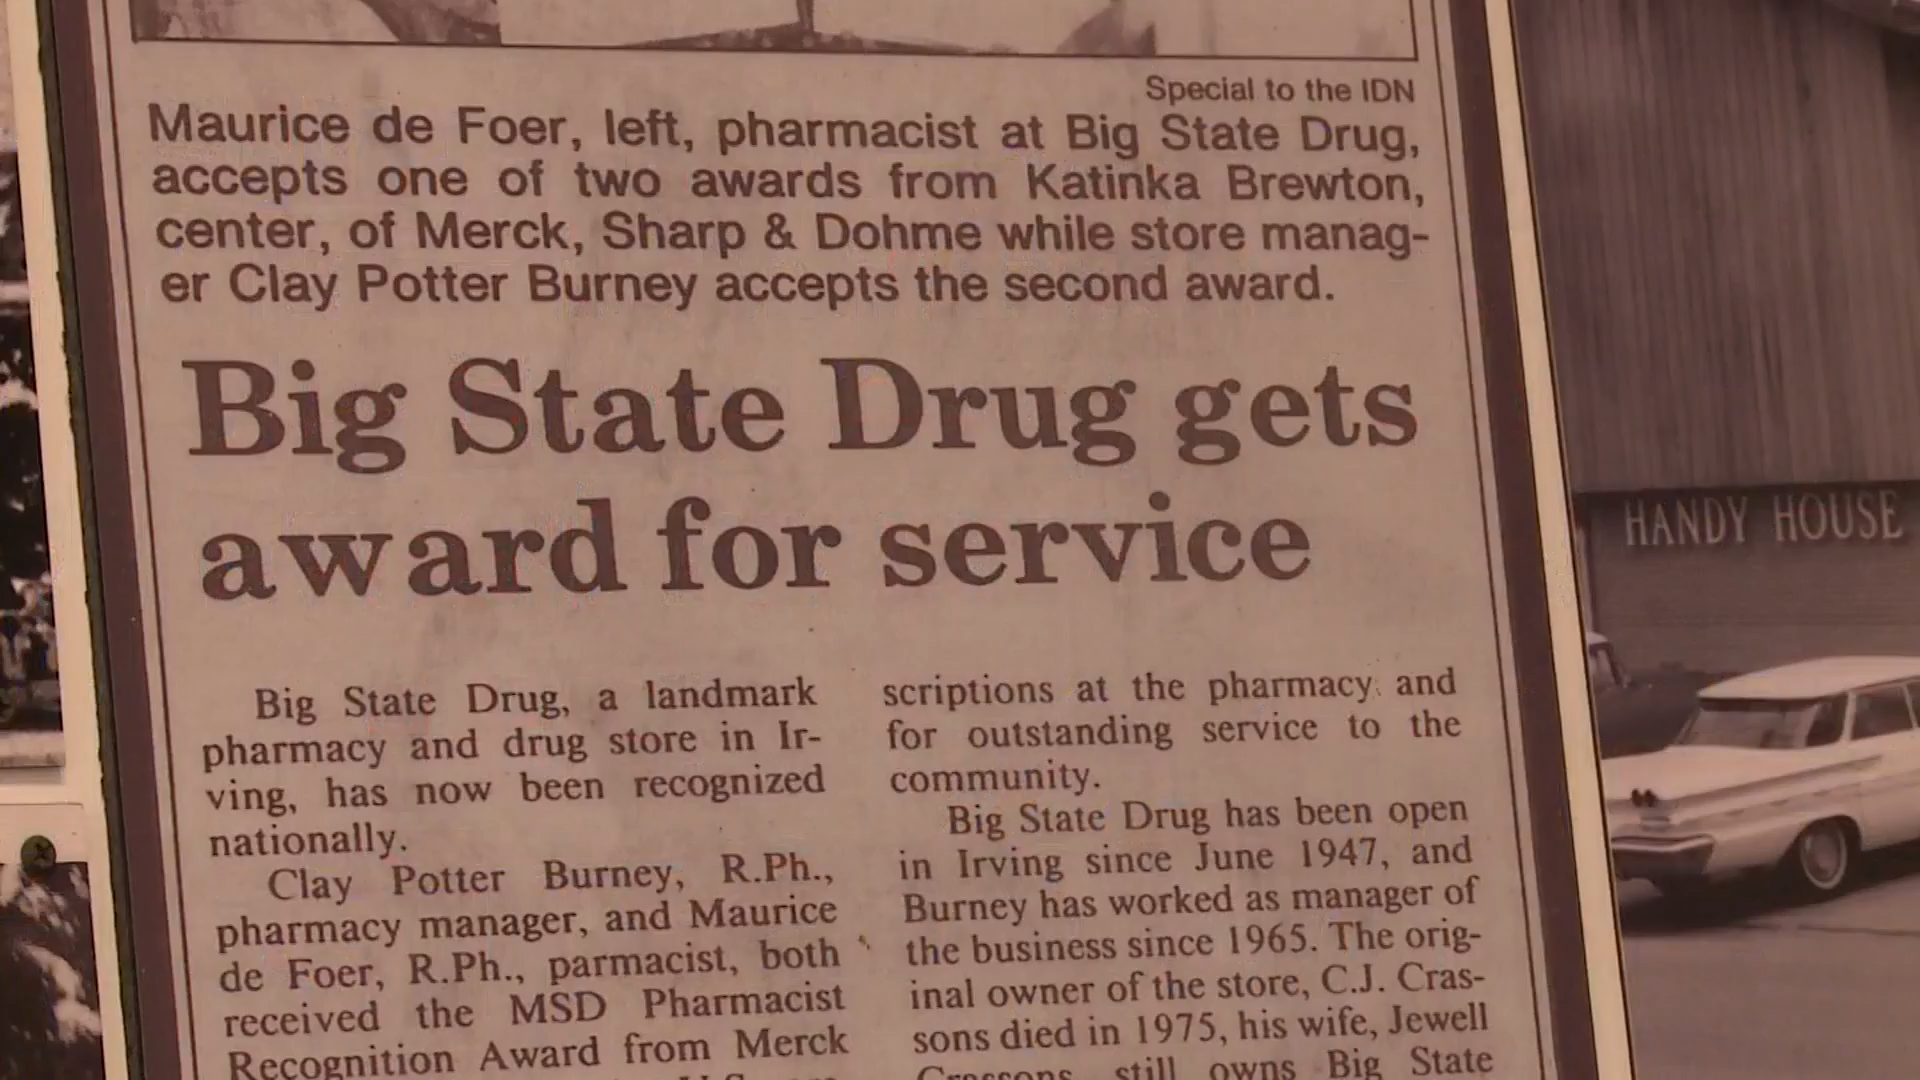 Special to the IDN
Maurice de Foer, left, pharmacist at Big State Drug,
accepts one of two awards from Katinka Brewton,
center, of Merck, Sharp & Dohme while store manag-
er Clay Potter Burney accepts the second award.
Big State Drug gets
award for service
Big State Drug, a landmark
pharmacy and drug store in Ir-
ving, has now been recognized
nationally.
Clay Potter Burney, R.Ph.,
pharmacy manager, and Maurice
de Foer, R.Ph., parmacist, both
received the MSD Pharmacist
Recognition Award from Merck
scriptions at the pharmacy and
for outstanding service to the
community.
Big State Drug has been open
in Irving since June 1947, and
Burney has worked as manager of
the business since 1965. The orig-
inal owner of the store, C.J. Cras-
sons died in 1975, his wife, Jewell
still owns Big State
HANDY HOUSE